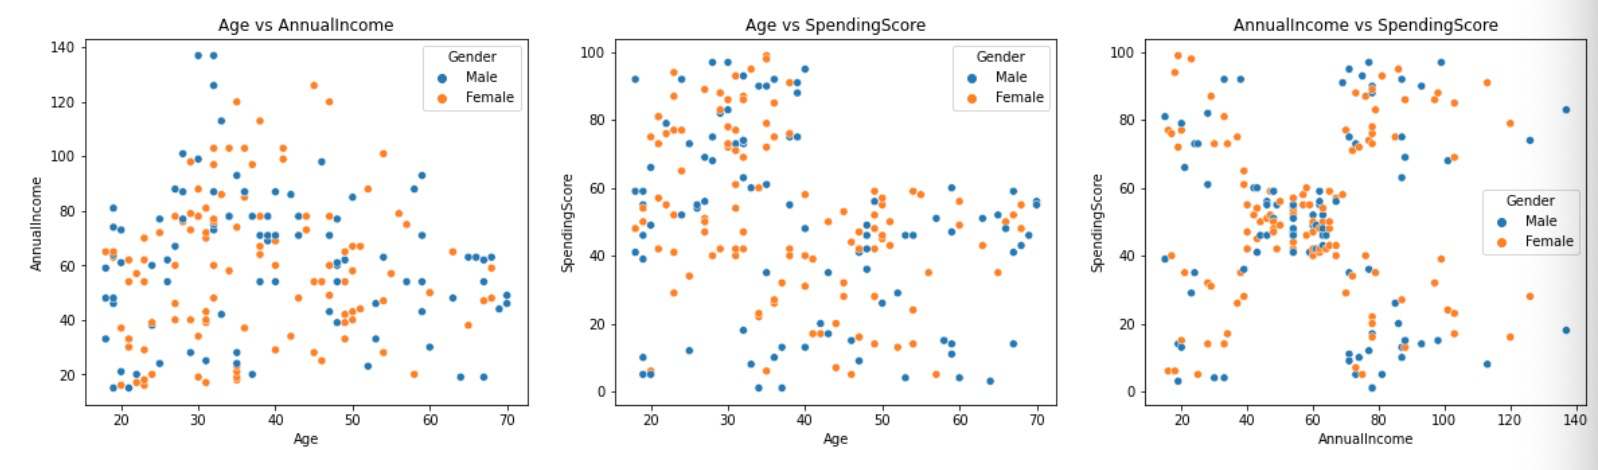 Age vs AnnualIncome
Gender
Male
Female
140
120
100
80
60
40
20
AnnualIncome
20 30 40 50 60 70
Age
Age vs SpendingScore
Gender
Male
Female
100
80
60
40
20
0
SpendingScore
20 30 40 50 60 70
Age
AnnualIncome vs SpendingScore
Gender
Male
Female
100
80
60
40
20
0
SpendingScore
20 40 60 80 100 120 140
AnnualIncome